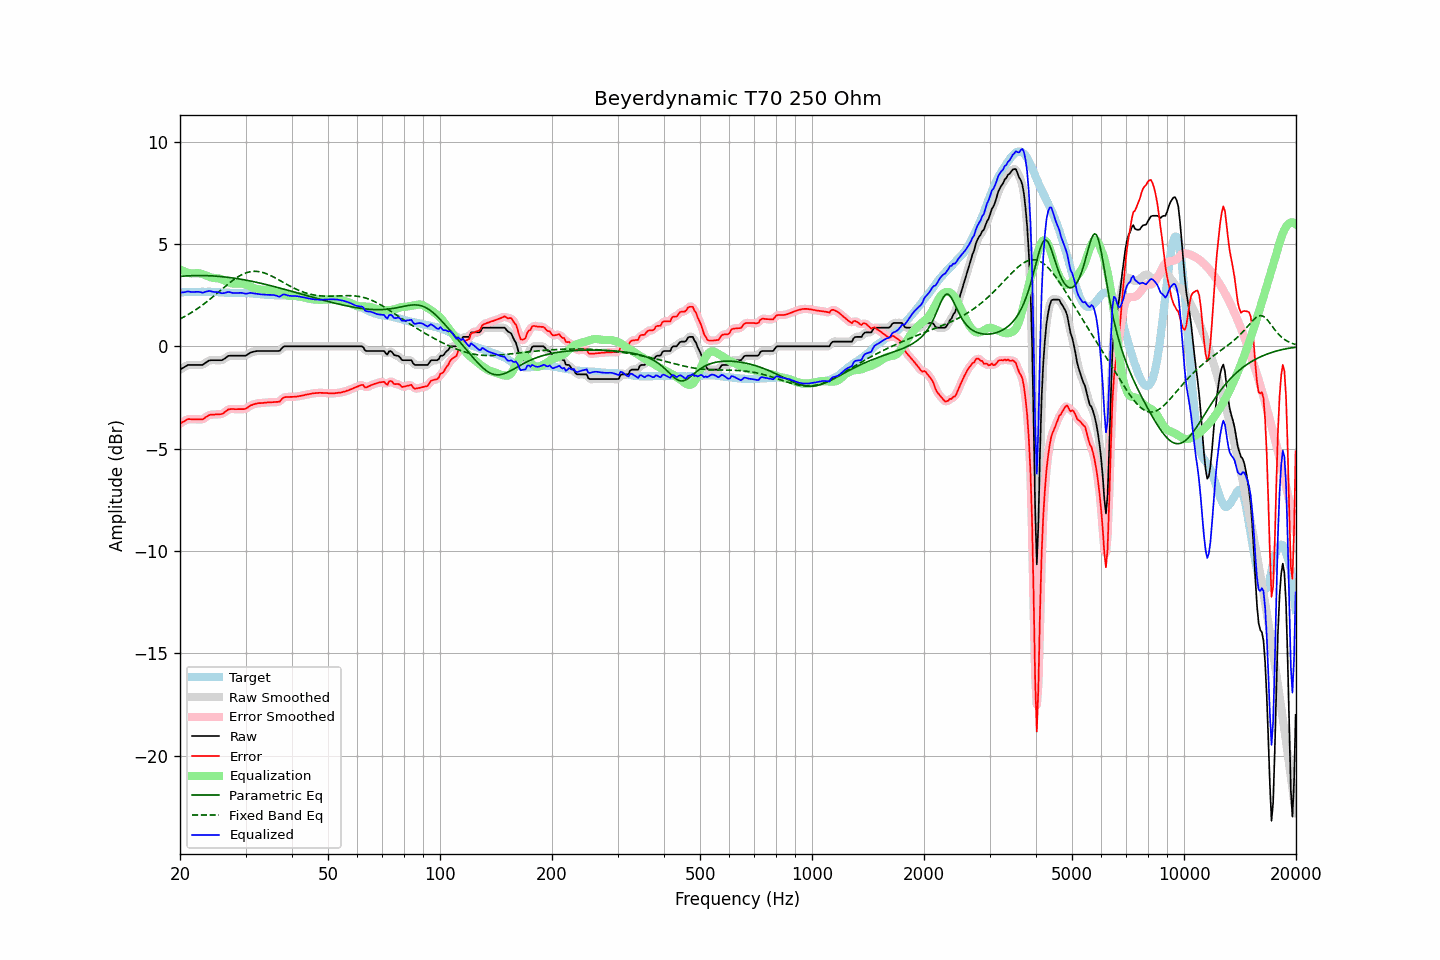 Beyerdynamic T70 250 Ohm
Amplitude (dBr)
10
5
0
−5
−10
−15
−20
Target
Raw Smoothed
Error Smoothed
Raw
Error
Equalization
Parametric Eq
Fixed Band Eq
Equalized
20 50 100 200 500 1000 2000 5000 10000 20000
Frequency (Hz)